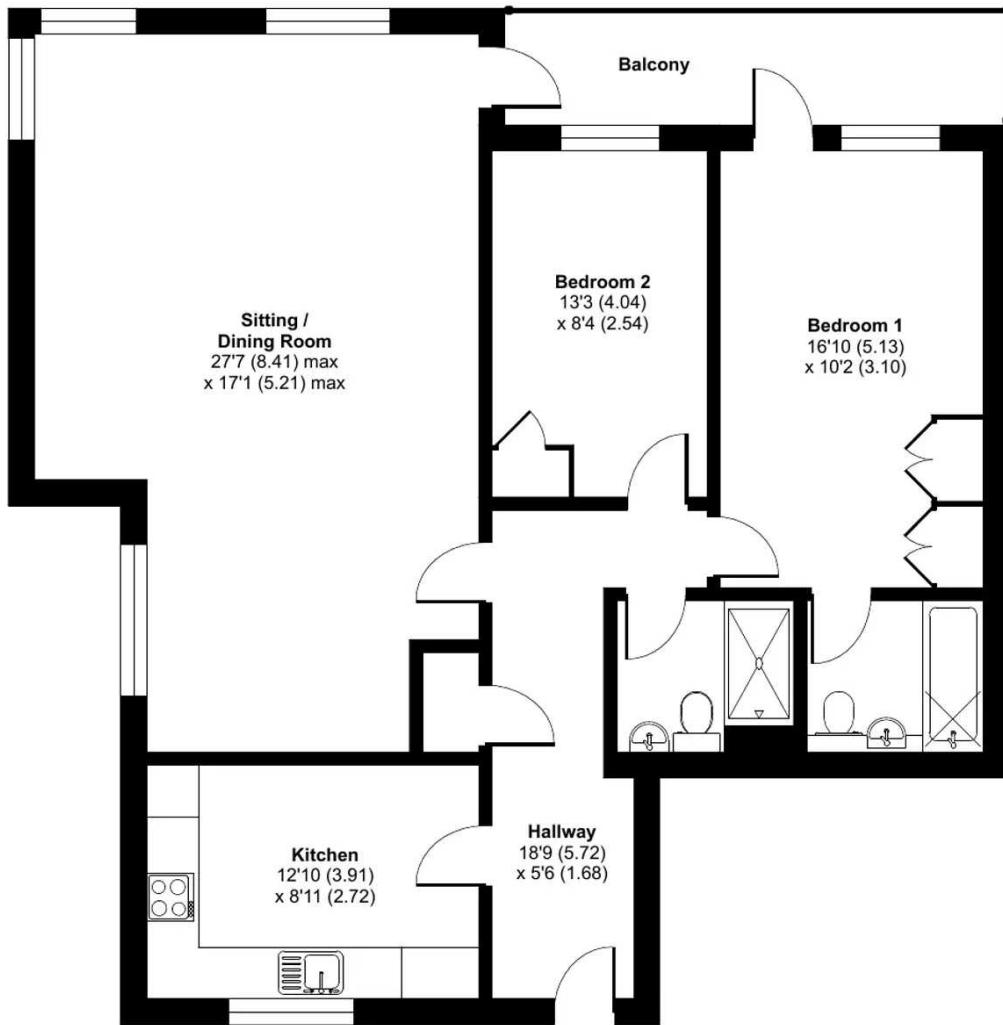 Balcony
Sitting /
Dining Room
27'7 (8.41) max
x 17'1 (5.21) max
Bedroom 2
13'3 (4.04)
x 8'4 (2.54)
Bedroom 1
16'10 (5.13)
x 10'2 (3.10)
Kitchen
12'10 (3.91)
x 8'11 (2.72)
Hallway
18'9 (5.72)
x 5'6 (1.68)